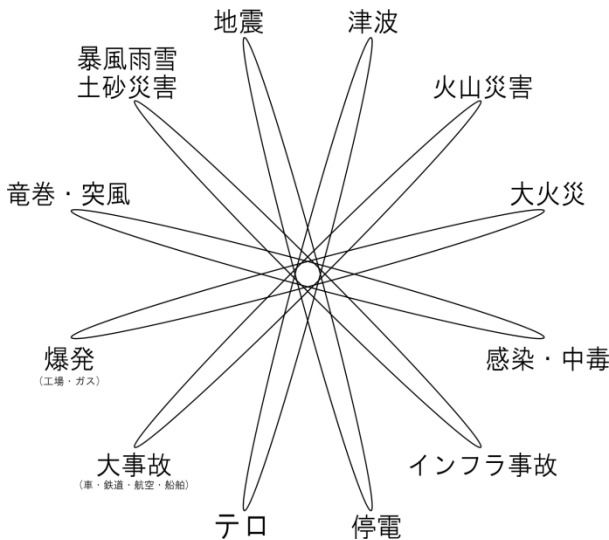 地震
津波
暴風雨雪
土砂災害
火山災害
竜巻・突風
大火災
爆発
（工場・ガス）
感染・中毒
大事故
（車・鉄道・航空・船舶）
インフラ事故
テロ
停電